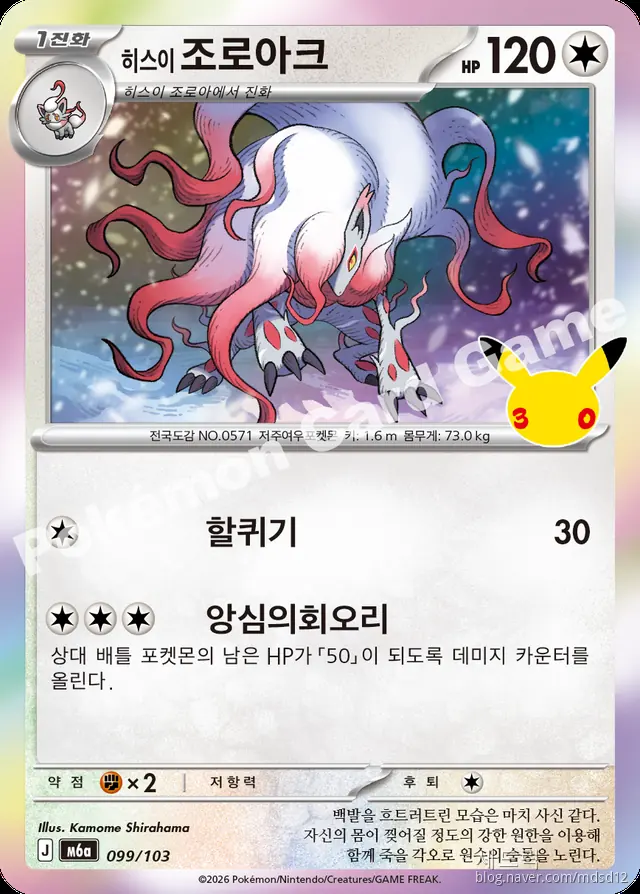 1진화
히스이 조로아크
HP 120
히스이 조로아에서 진화
30
전국도감 NO.0571 저주여우포켓몬 키: 1.6 m 몸무게: 73.0 kg
Pokémon Card Game
할퀴기 30
앙심의회오리
상대 배틀 포켓몬의 남은 HP가 「50」이 되도록 데미지 카운터를
올린다.
약점 ×2 저항력 후퇴
백발을 흐트러트린 모습은 마치 사신 같다.
자신의 몸이 찢어질 정도의 강한 원한을 이용해
함께 죽을 각오로 원수의 숨통을 노린다.
Illus. Kamome Shirahama
J M6a 099/103
©2026 Pokémon/Nintendo/Creatures/GAME FREAK.
blog.naver.com/mdsd12